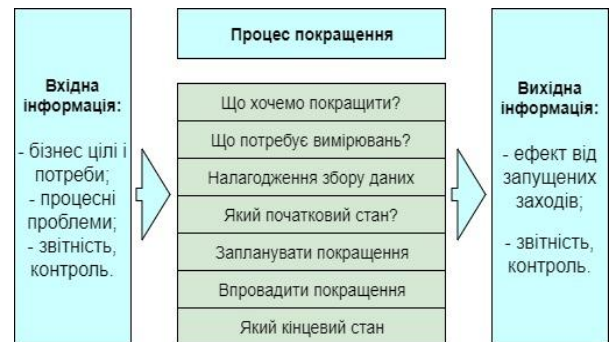 Вхідна
інформація:
- бізнес цілі і
потреби;
- процесні
проблеми;
- звітність,
контроль.
Процес покращення
Що хочемо покращити?
Що потребує вимірювань?
Налагодження збору даних
Який початковий стан?
Запланувати покращення
Впровадити покращення
Який кінцевий стан
Вихідна
інформація:
- ефект від
запущених
заходів;
- звітність,
контроль.